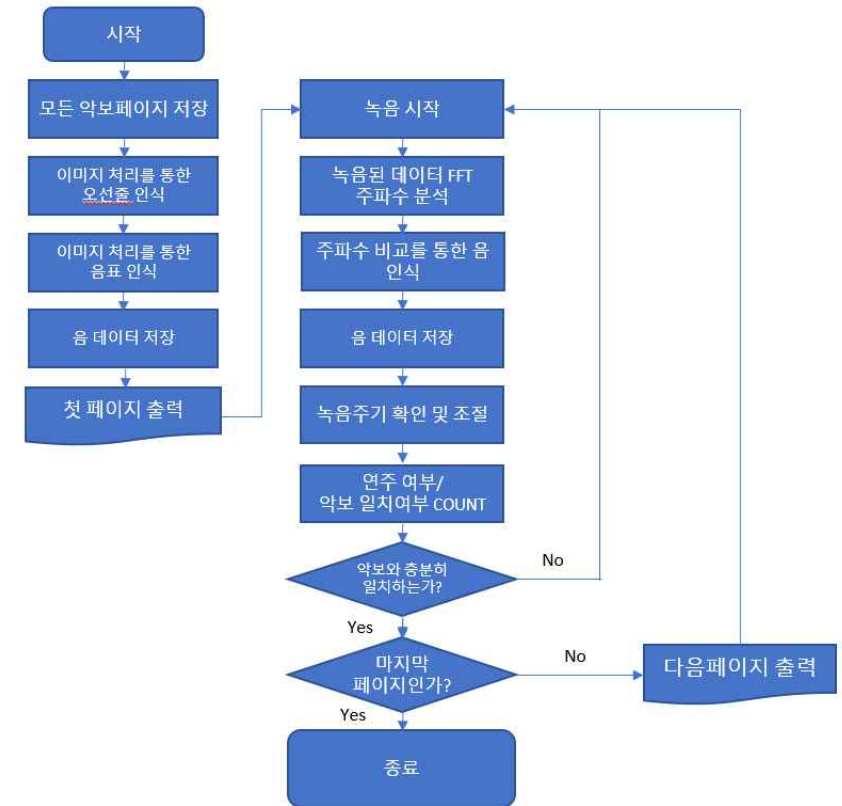 시작
모든 악보페이지 저장
이미지 처리를 통한
오선줄 인식
이미지 처리를 통한
음표 인식
음 데이터 저장
첫 페이지 출력
녹음 시작
녹음된 데이터 FFT
주파수 분석
주파수 비교를 통한 음
인식
음 데이터 저장
녹음주기 확인 및 조절
연주 여부/
악보 일치여부 COUNT
악보와 충분히
일치하는가?
No
Yes
마지막
페이지인가?
No
다음페이지 출력
Yes
종료